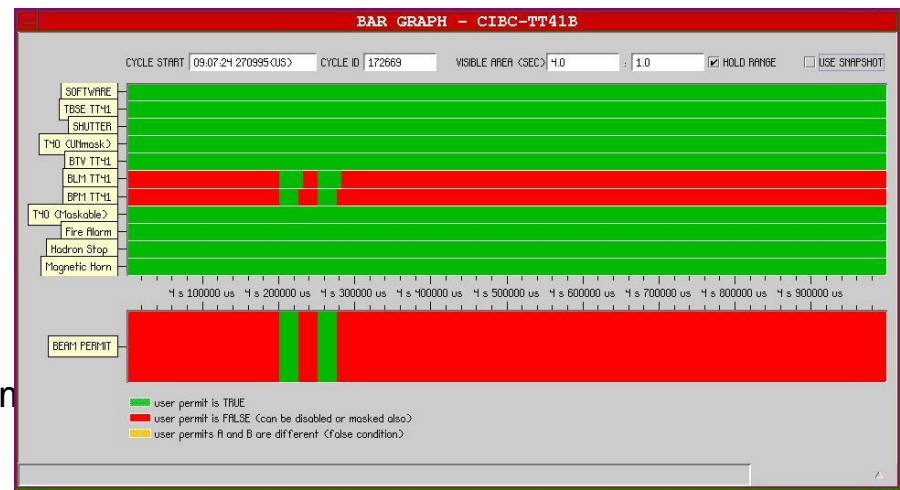 BAR GRAPH - CIBC-TT41B
CYCLE START 09.07.24 270995(US) CYCLE ID 172669 VISIBLE AREA (SEC) 4.0 : 1.0 HOLD RANGE USE SNAPSHOT
SOFTWARE
TBSE TT41
SHUTTER
T40 (UNmask)
BTV TT41
BLM TT41
BPM TT41
T40 (Maskable)
Fire Alarm
Hadron Stop
Magnetic Horn
4 s 100000 us 4 s 200000 us 4 s 300000 us 4 s 400000 us 4 s 500000 us 4 s 600000 us 4 s 700000 us 4 s 800000 us 4 s 900000 us
BEAM PERMIT
n
user permit is TRUE
user permit is FALSE (can be disabled or masked also)
user permits A and B are different (false condition)